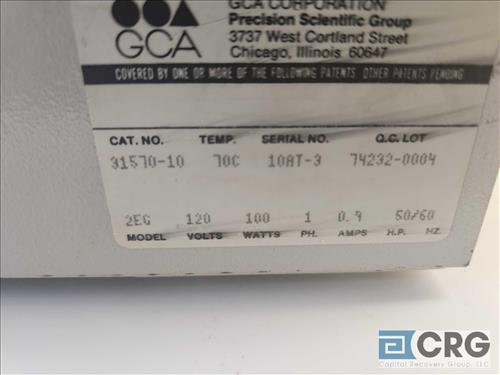 GCA
GCA CORPORATION
Precision Scientific Group
3737 West Cortland Street
Chicago, Illinois 60647
COVERED BY ONE OR MORE OF THE FOLLOWING PATENTS OTHER PATENTS PENDING
CAT. NO. TEMP. SERIAL NO. Q.C. LOT
31570-10 70C 10AT-3 74232-0004
2EG 120 100 1 0.9 50/60
MODEL VOLTS WATTS PH. AMPS H.P. HZ.
CRG
Capital Recovery Group, LLC